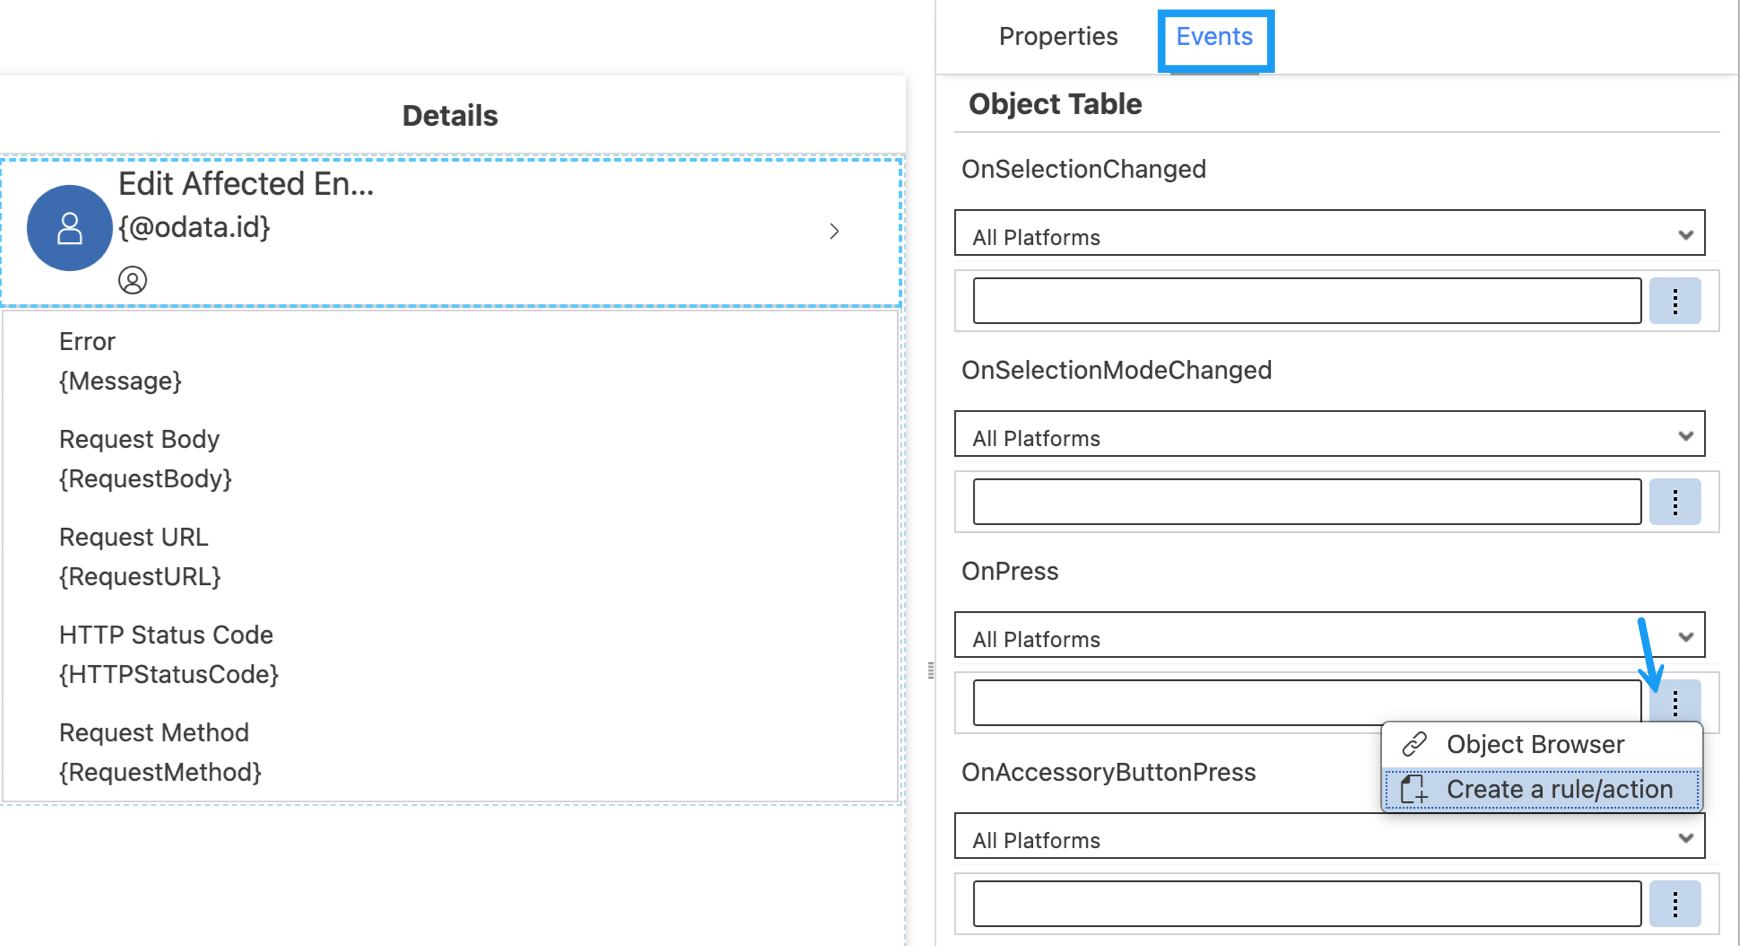 Details
Edit Affected En...
{@odata.id}
Error
{Message}
Request Body
{RequestBody}
Request URL
{RequestURL}
HTTP Status Code
{HTTPStatusCode}
Request Method
{RequestMethod}
Properties
Events
Object Table
OnSelectionChanged
All Platforms
OnSelectionModeChanged
All Platforms
OnPress
All Platforms
Object Browser
Create a rule/action
OnAccessoryButtonPress
All Platforms